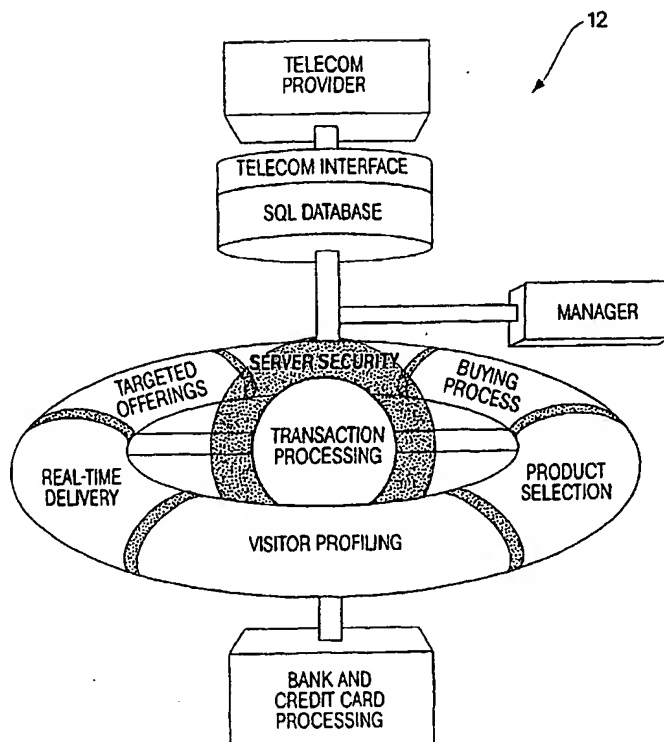 12
TELECOM
PROVIDER
TELECOM INTERFACE
SQL DATABASE
MANAGER
SERVER SECURITY
TARGETED
OFFERINGS
BUYING
PROCESS
TRANSACTION
PROCESSING
REAL-TIME
DELIVERY
PRODUCT
SELECTION
VISITOR PROFILING
BANK AND
CREDIT CARD
PROCESSING